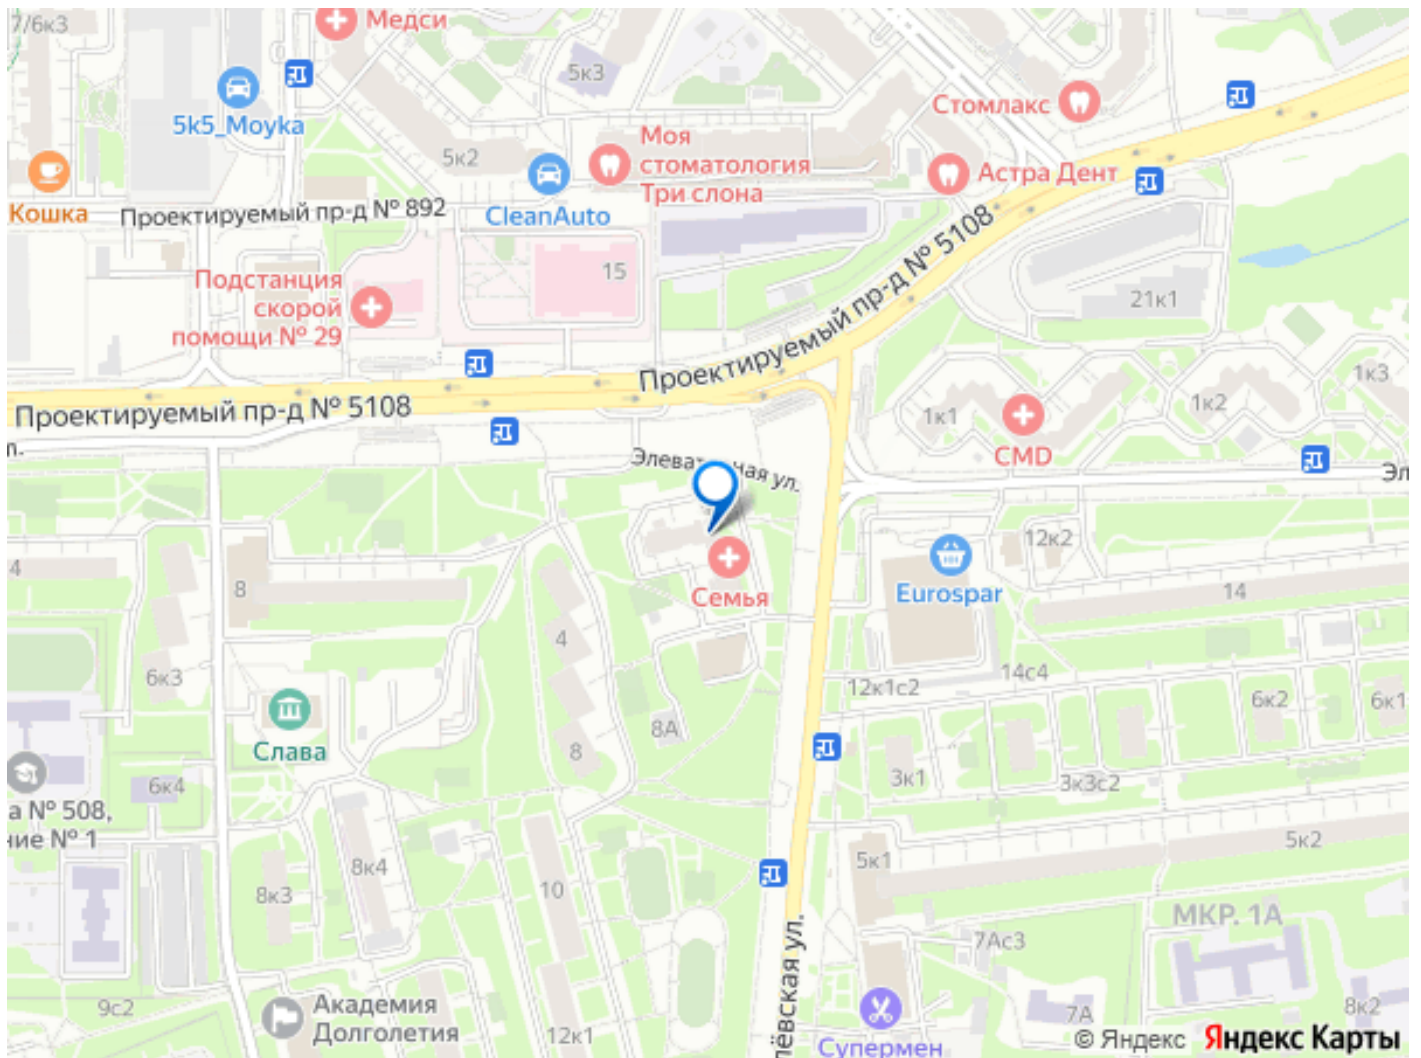 7/6к3
Медси
5к3
5k5_Moyka
Стомлакс
Моя
стоматология
Три слона
5к2
Астра Дент
Кошка
Проектируемый пр-д № 892
CleanAuto
Проектируемый пр-д № 5108
Подстанция
скорой
помощи № 29
15
21к1
1к3
1к2
1к1
Проектируемый пр-д № 5108
CMD
Эл
12к2
Eurospar
14
4
8
Семья
4
6к3
14с4
12к1с2
6к2
6к1
8А
Слава
8
3к1
3к3с2
6к4
а № 508,
ние № 1
5к2
5к1
8к4
8к3
10
МКР. 1А
7Ас3
лёвская ул.
9с2
Академия
Долголетия
12к1
7А
8к2
Супермен
© Яндекс Яндекс Карты